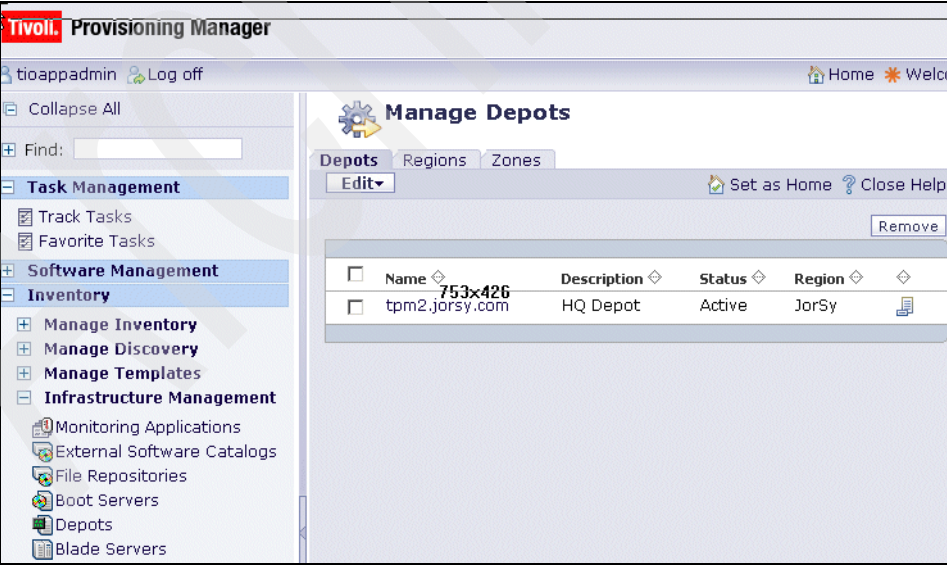 Tivoli. Provisioning Manager
tioappadmin Log off Home Welco
Collapse All
Find:
Task Management
Track Tasks
Favorite Tasks
Software Management
Inventory
Manage Inventory
Manage Discovery
Manage Templates
Infrastructure Management
Monitoring Applications
External Software Catalogs
File Repositories
Boot Servers
Depots
Blade Servers
Manage Depots
Depots Regions Zones
Edit Set as Home ? Close Help
Remove
Name Description Status Region
753x426
tpm2.jorsy.com HQ Depot Active JorSy